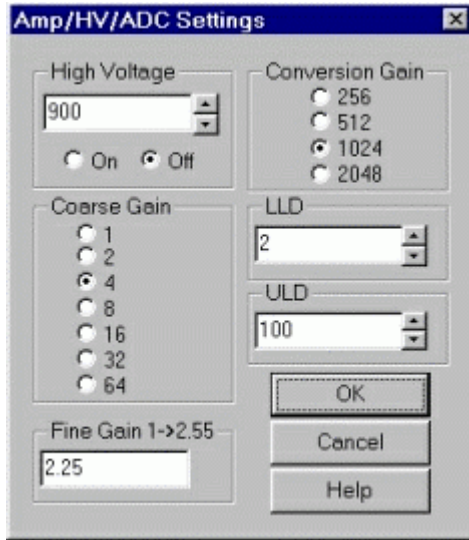 Amp/HV/ADC Settings
High Voltage
900
On Off
Coarse Gain
1
2
4
8
16
32
64
Fine Gain 1->2.55
2.25
Conversion Gain
256
512
1024
2048
LLD
2
ULD
100
OK
Cancel
Help